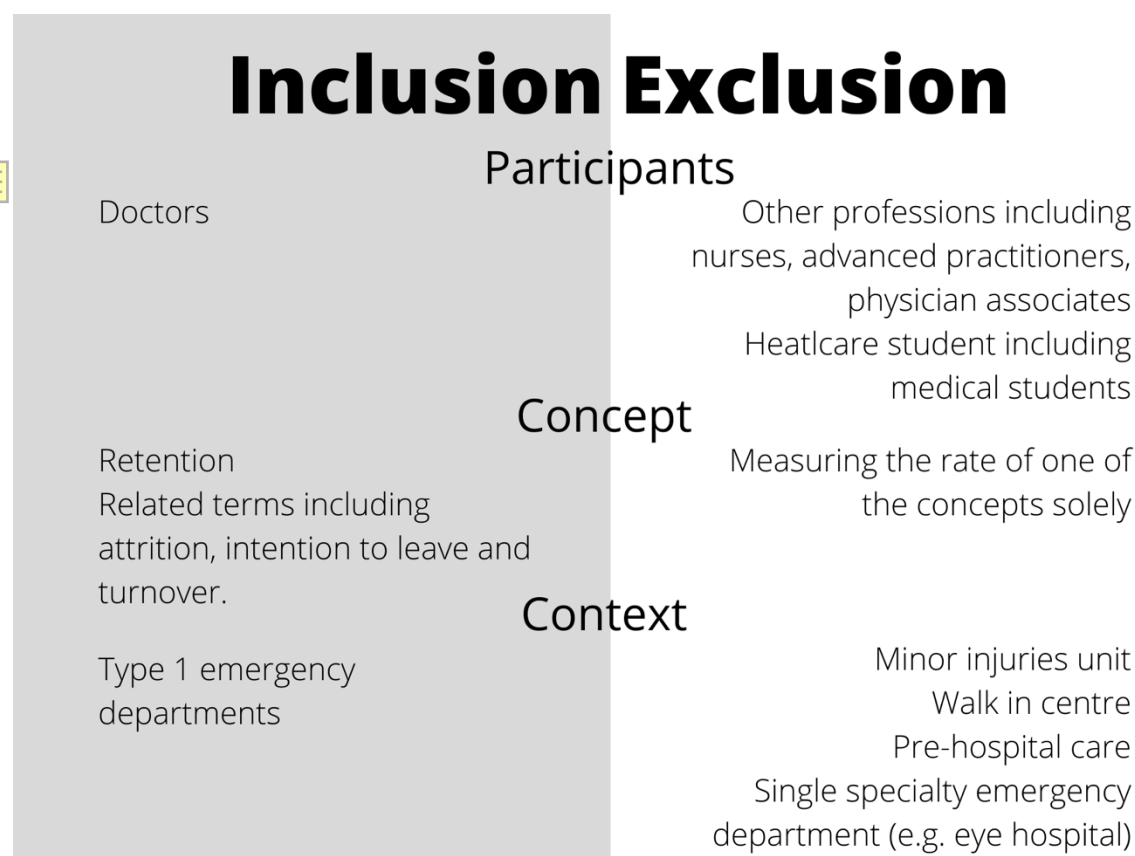 Inclusion Exclusion
Participants
Doctors
Other professions including
nurses, advanced practitioners,
physician associates
Heatlcare student including
medical students
Concept
Retention
Related terms including
attrition, intention to leave and
turnover.
Measuring the rate of one of
the concepts solely
Context
Type 1 emergency
departments
Minor injuries unit
Walk in centre
Pre-hospital care
Single specialty emergency
department (e.g. eye hospital)